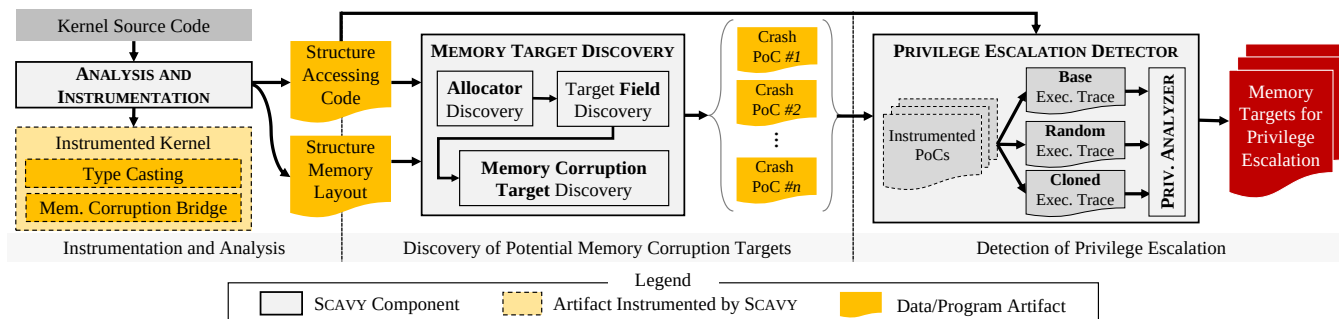 Kernel Source Code
ANALYSIS AND
INSTRUMENTATION
Instrumented Kernel
Type Casting
Mem. Corruption Bridge
Structure
Accessing
Code
Structure
Memory
Layout
MEMORY TARGET DISCOVERY
Allocator
Discovery
Target Field
Discovery
Memory Corruption
Target Discovery
Crash
PoC #1
Crash
PoC #2
...
Crash
PoC #n
PRIVILEGE ESCALATION DETECTOR
Instrumented
PoCs
Base
Exec. Trace
Random
Exec. Trace
Cloned
Exec. Trace
PRIV. ANALYZER
Memory
Targets for
Privilege
Escalation
Instrumentation and Analysis
Discovery of Potential Memory Corruption Targets
Detection of Privilege Escalation
Legend
SCAVY Component
Artifact Instrumented by SCAVY
Data/Program Artifact